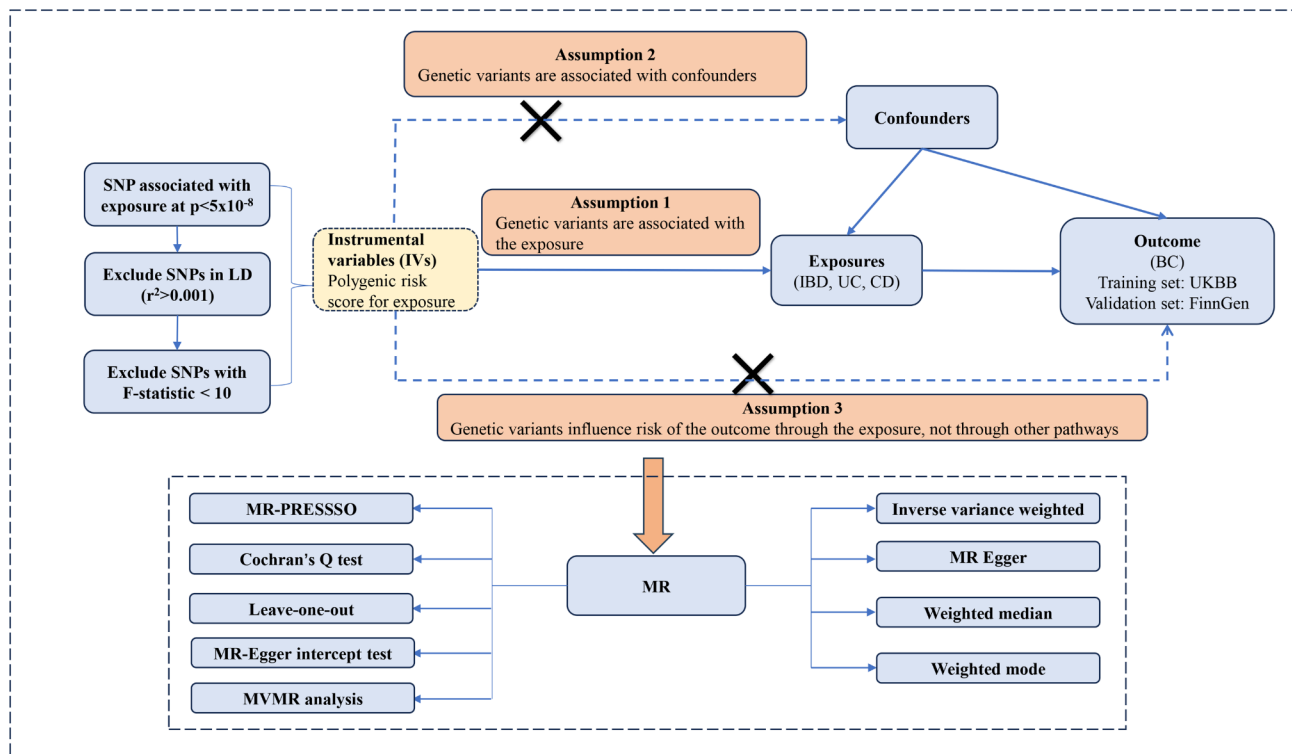 Assumption 2
Genetic variants are associated with confounders
Confounders
SNP associated with
exposure at p<5x10⁻⁸
Exclude SNPs in LD
(r²>0.001)
Exclude SNPs with
F-statistic < 10
Instrumental
variables (IVs)
Polygenic risk
score for exposure
Assumption 1
Genetic variants are associated with
the exposure
Exposures
(IBD, UC, CD)
Outcome
(BC)
Training set: UKBB
Validation set: FinnGen
Assumption 3
Genetic variants influence risk of the outcome through the exposure, not through other pathways
MR-PRESSSO
Cochran’s Q test
Leave-one-out
MR-Egger intercept test
MVMR analysis
MR
Inverse variance weighted
MR Egger
Weighted median
Weighted mode